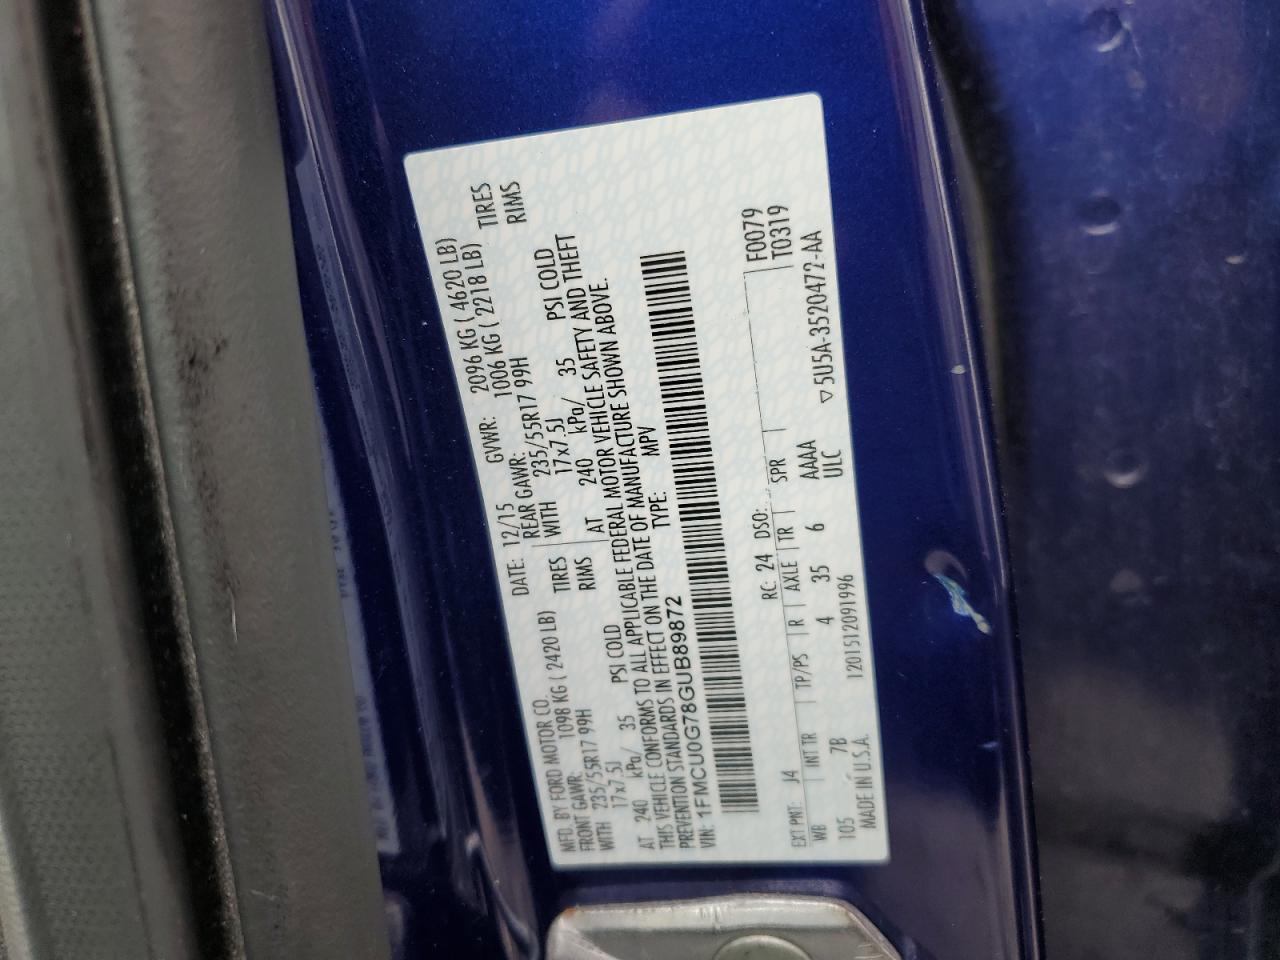 MFD. BY FORD MOTOR CO. DATE: 12/15 GVWR: 2096 KG ( 4620 LB)
FRONT GAWR: 1098 KG ( 2420 LB) REAR GAWR: 1006 KG ( 2218 LB)
WITH 235/55R17 99H TIRES WITH 235/55R17 99H TIRES
17x7.5J RIMS 17x7.5J RIMS
AT 240 kPa/ 35 PSI COLD AT 240 kPa/ 35 PSI COLD
THIS VEHICLE CONFORMS TO ALL APPLICABLE FEDERAL MOTOR VEHICLE SAFETY AND THEFT
PREVENTION STANDARDS IN EFFECT ON THE DATE OF MANUFACTURE SHOWN ABOVE.
VIN: 1FMCU0G78GUB89872 TYPE: MPV
F0079
EXT PNT: J4 RC: 24 DSO: T0319
WB INT TR TP/PS R AXLE TR SPR
105 7B 4 35 6 AAAA
ULC ▽5U5A-3520472-AA
MADE IN U.S.A. 1201512091996